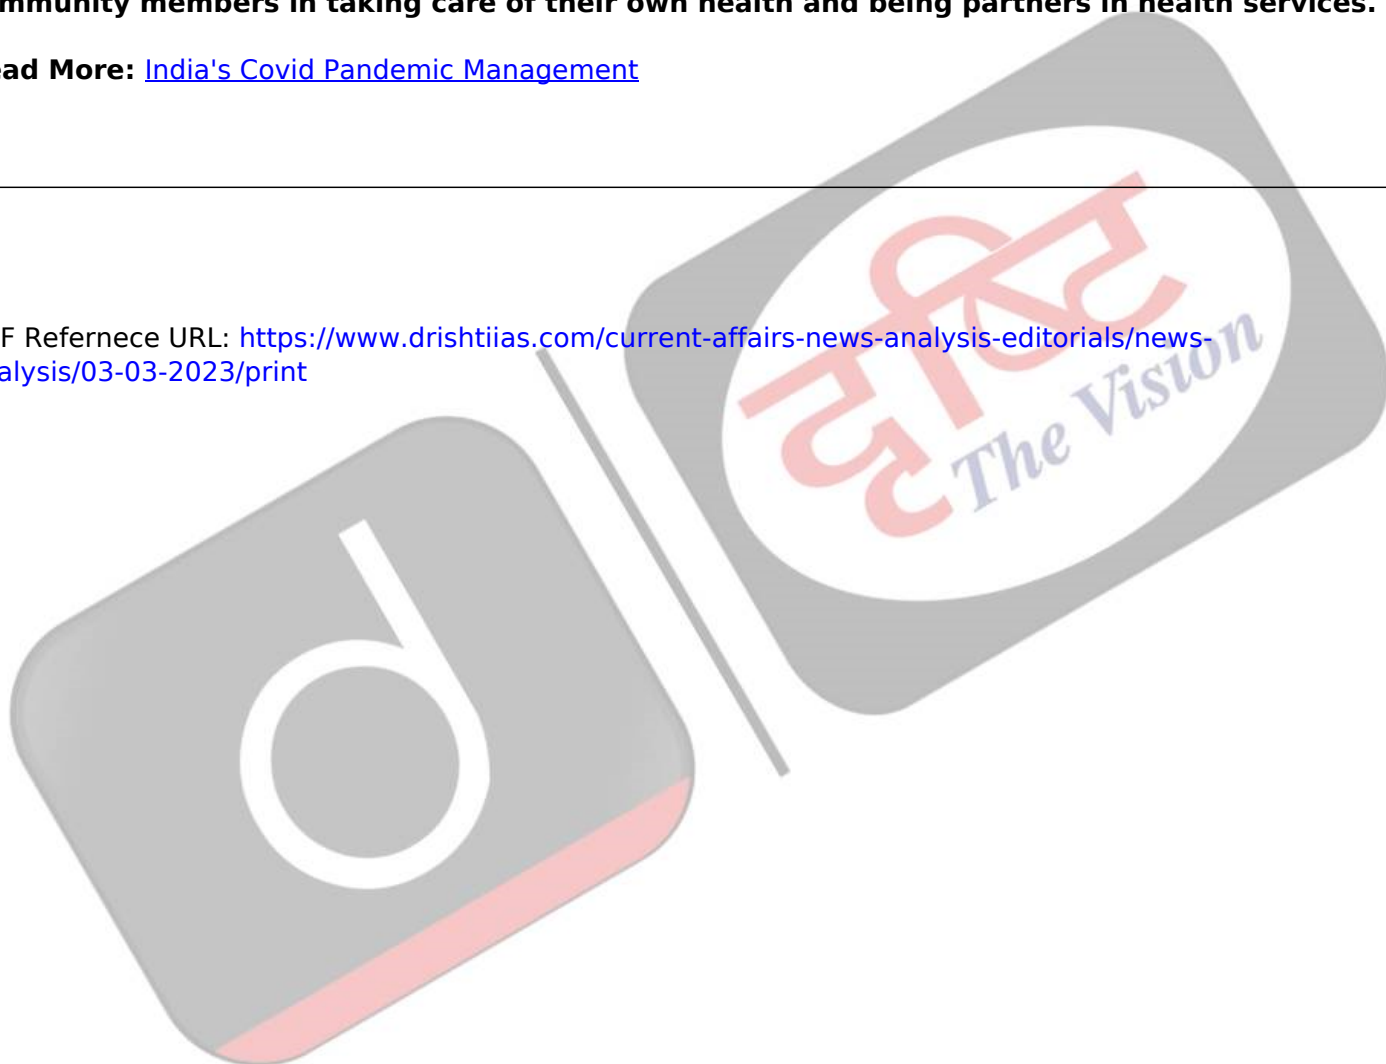 mmunity members in taking care of their own health and being partners in health services.
ead More: India's Covid Pandemic Management
F Refernece URL: https://www.drishtiias.com/current-affairs-news-analysis-editorials/news-
alysis/03-03-2023/print
दृष्टि
The Vision
d